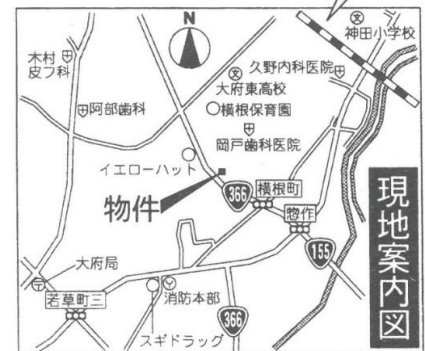 N
神田小学校
木村
皮フ科
久野内科医院
大府東高校
横根保育園
阿部歯科
岡戸歯科医院
イエローハット
物件
366
横根町
惣作
現地案内図
155
大府局
若草町三
消防本部
スギドラッグ
366